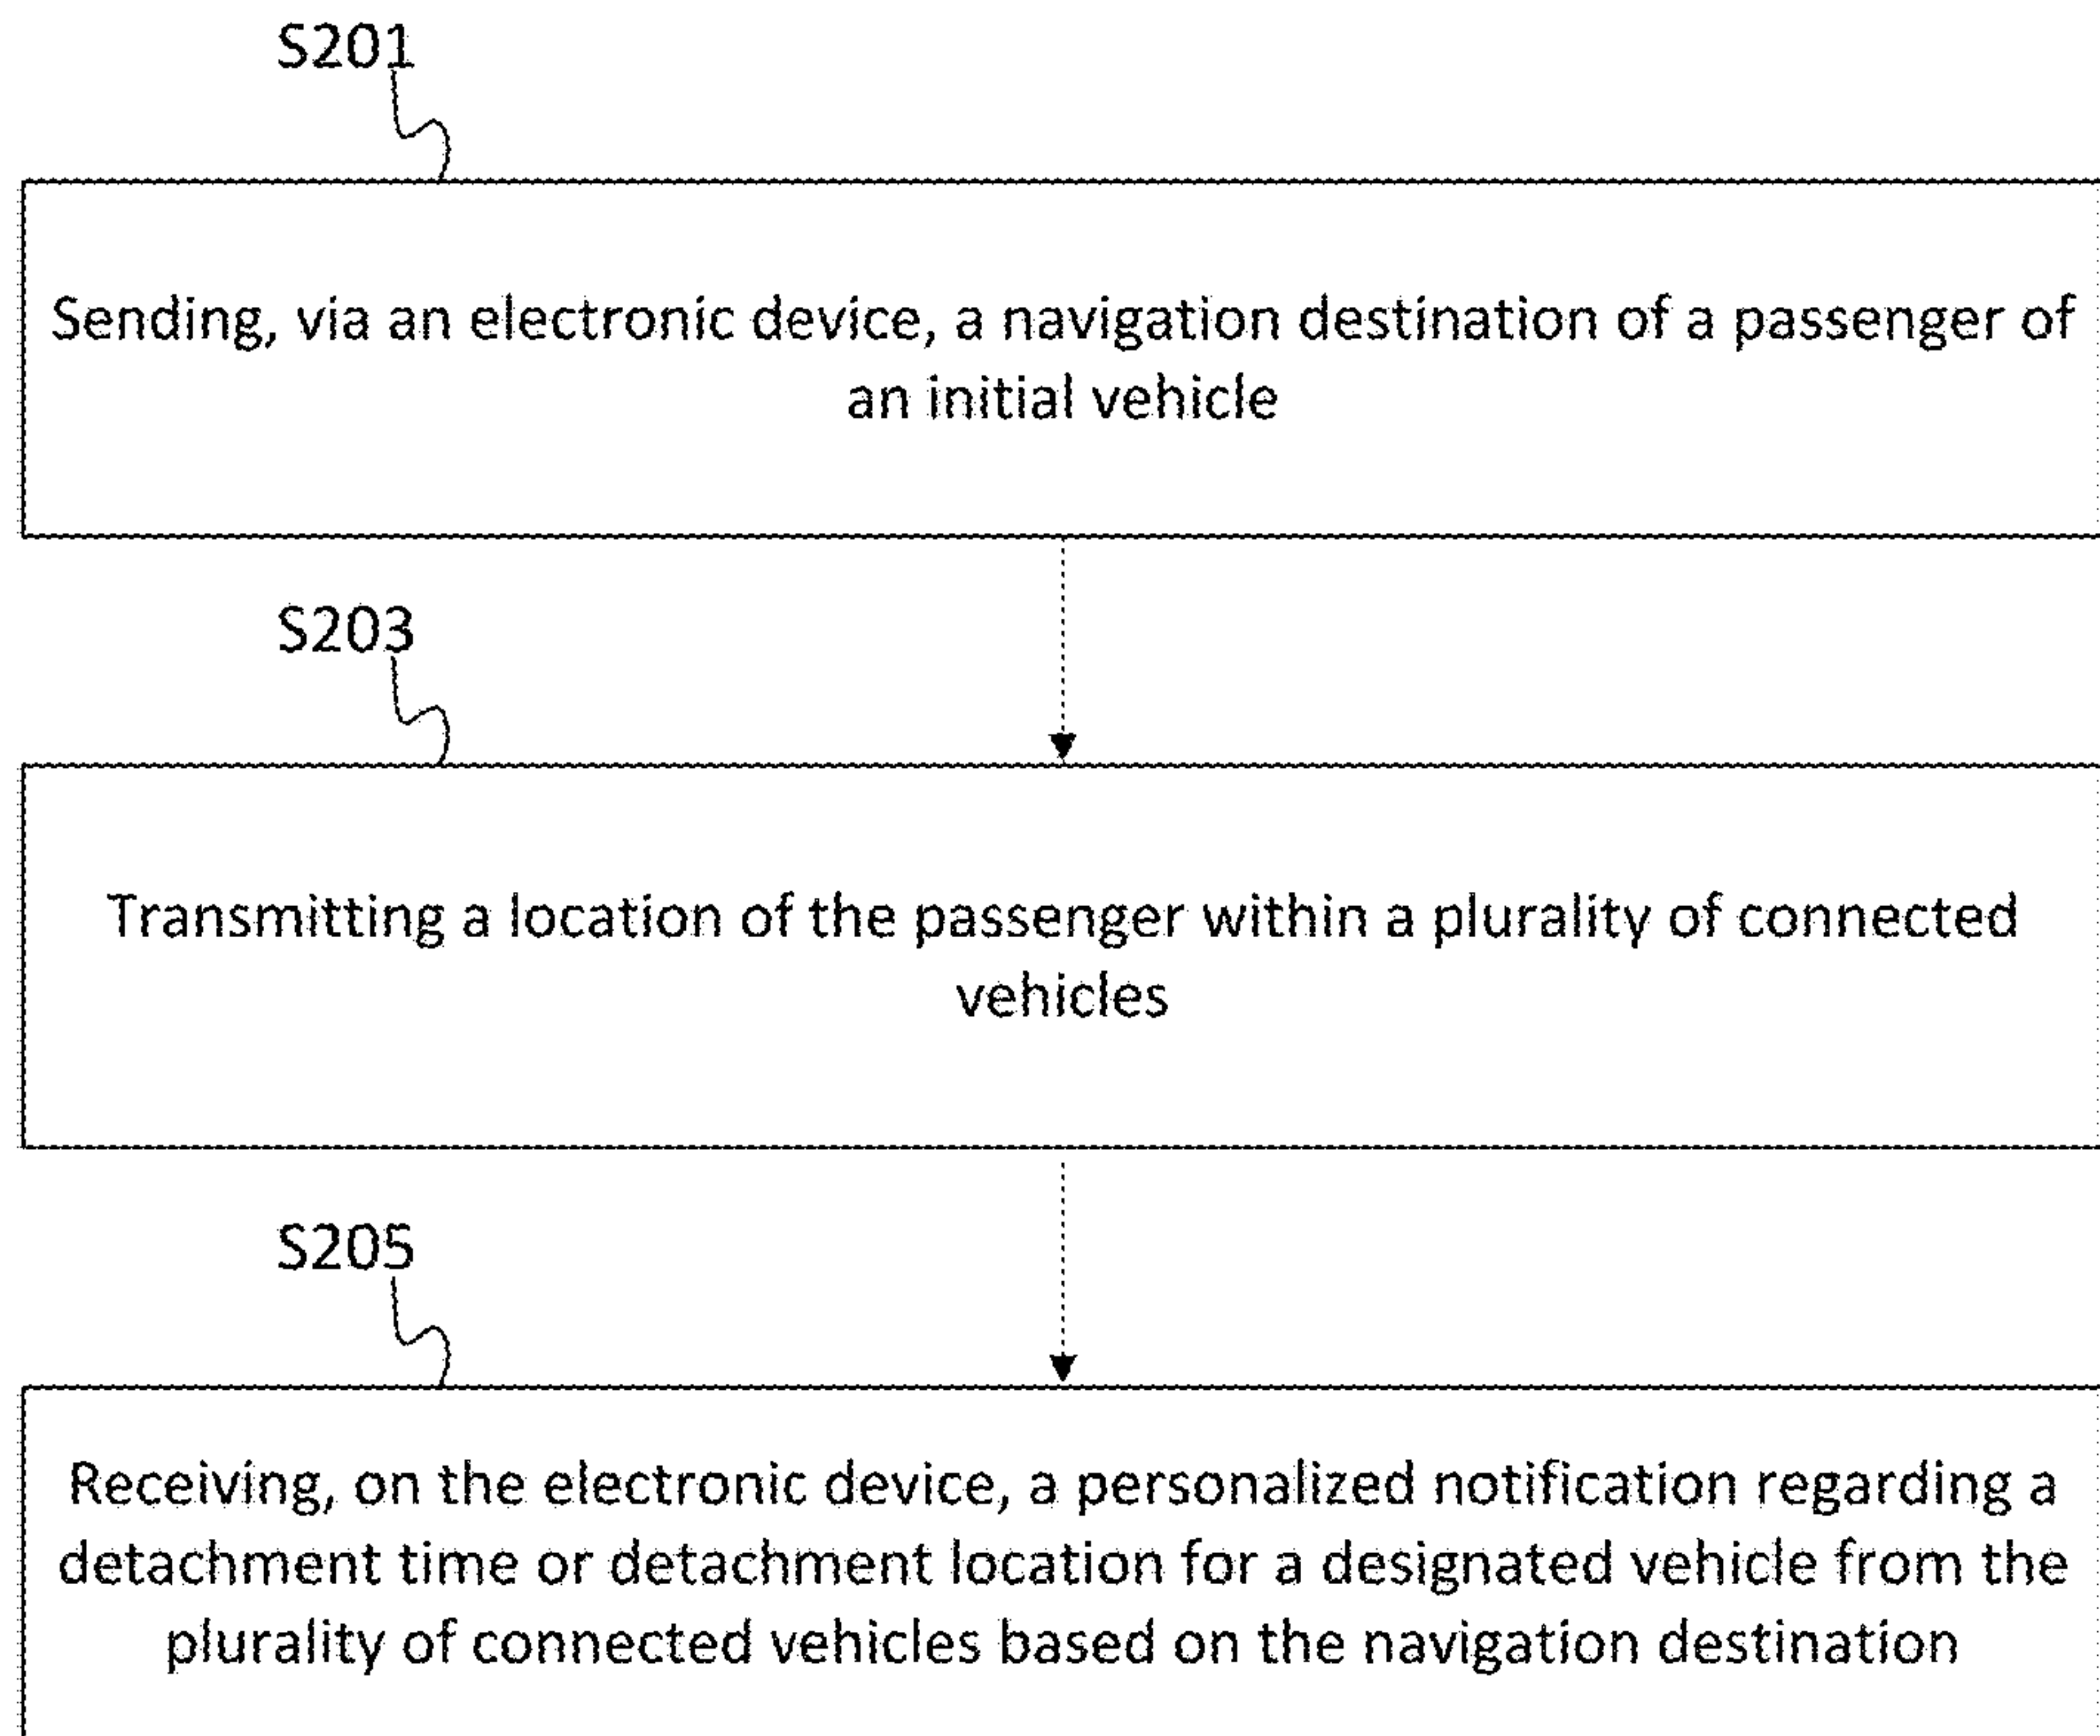 S201
Sending, via an electronic device, a navigation destination of a passenger of
an initial vehicle
S203
Transmitting a location of the passenger within a plurality of connected
vehicles
S205
Receiving, on the electronic device, a personalized notification regarding a
detachment time or detachment location for a designated vehicle from the
plurality of connected vehicles based on the navigation destination